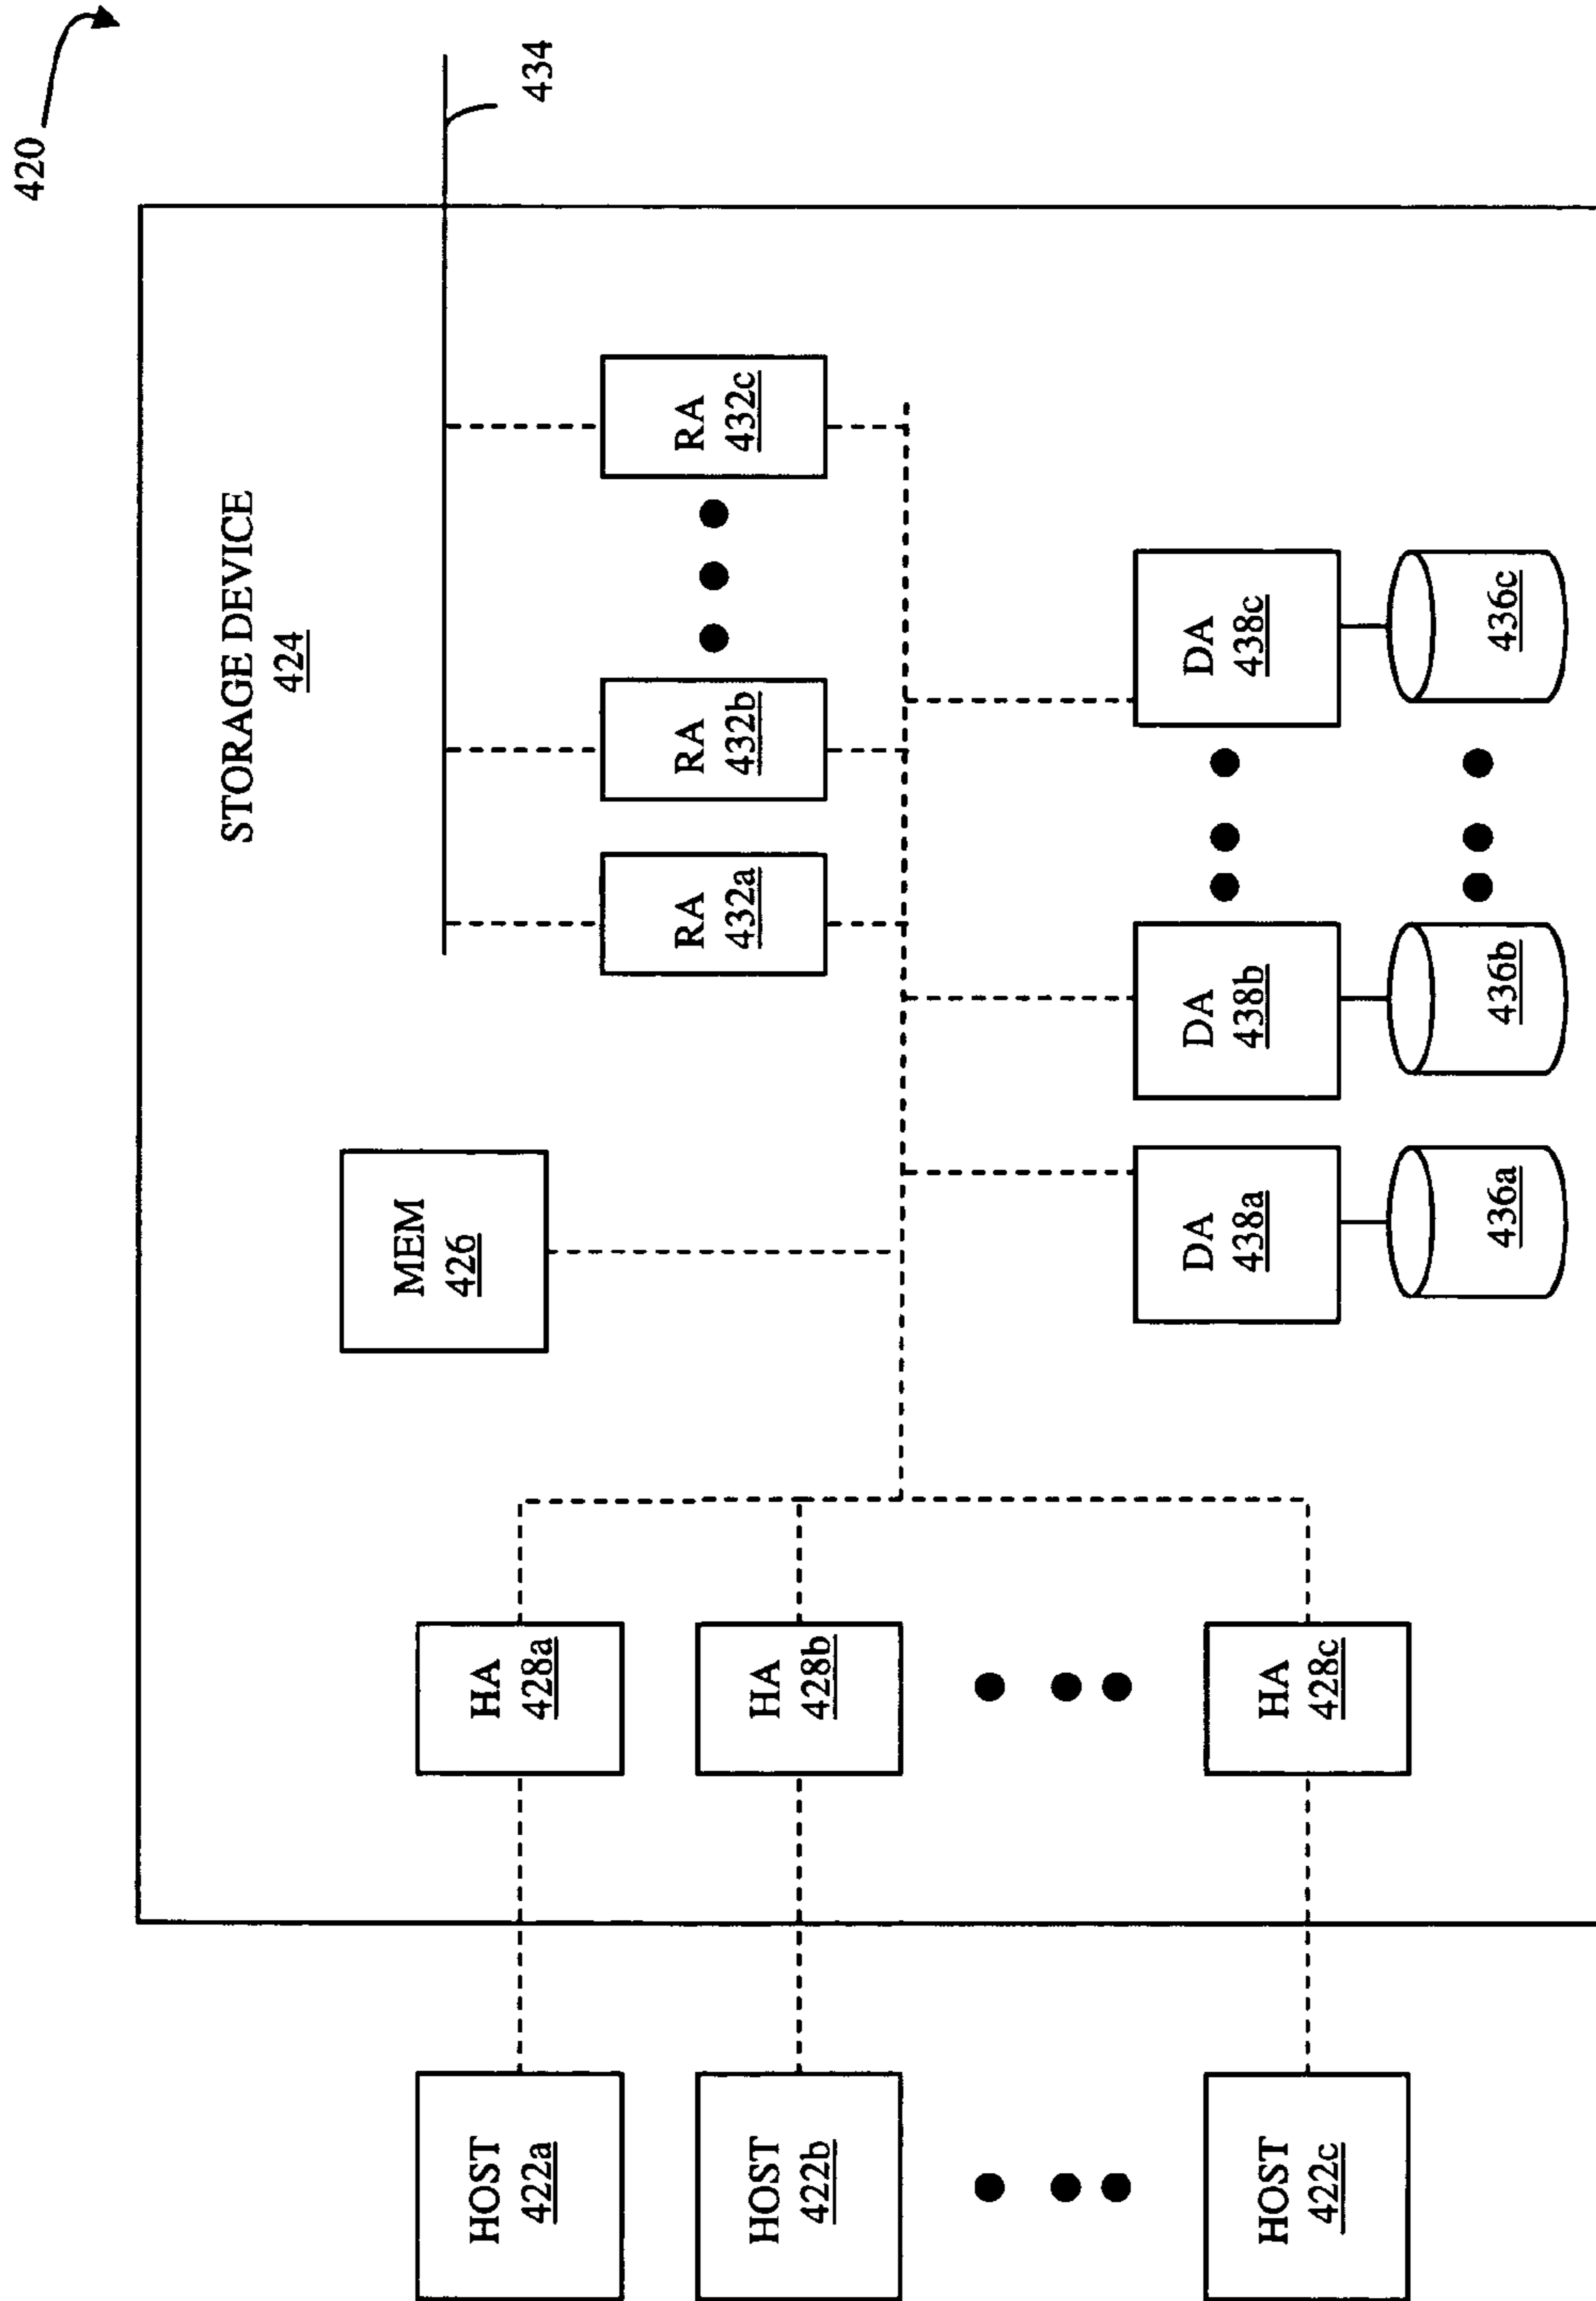 420
STORAGE DEVICE
424
434
MEM
426
RA
432a
RA
432b
RA
432c
HOST
422a
HA
428a
HOST
422b
HA
428b
HOST
422c
HA
428c
DA
438a
DA
438b
DA
438c
436a
436b
436c